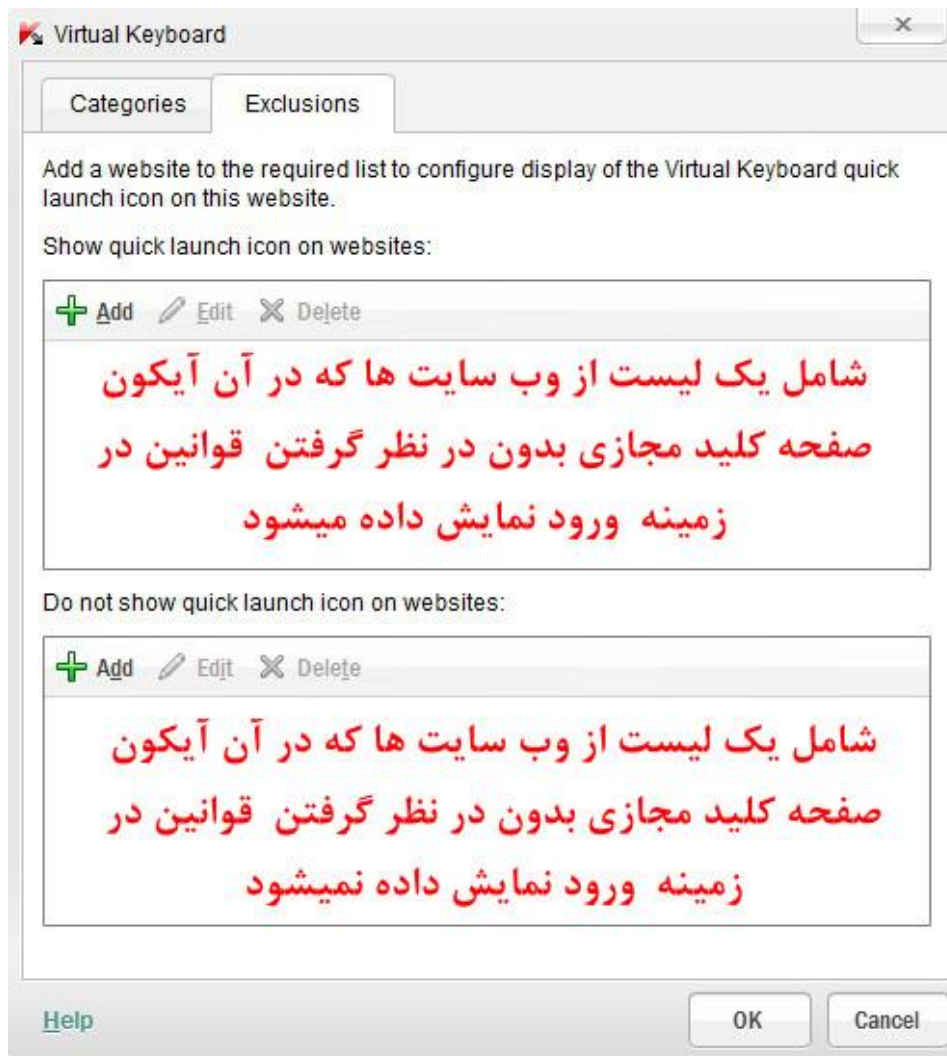 Virtual Keyboard
Categories Exclusions
Add a website to the required list to configure display of the Virtual Keyboard quick
launch icon on this website.
Show quick launch icon on websites:
Add Edit Delete
شامل یک لیست از وب سایت ها که در آن آیکون
صفحه کلید مجازی بدون در نظر گرفتن قوانین در
زمینه ورود نمایش داده میشود
Do not show quick launch icon on websites:
Add Edit Delete
شامل یک لیست از وب سایت ها که در آن آیکون
صفحه کلید مجازی بدون در نظر گرفتن قوانین در
زمینه ورود نمایش داده نمیشود
Help OK Cancel